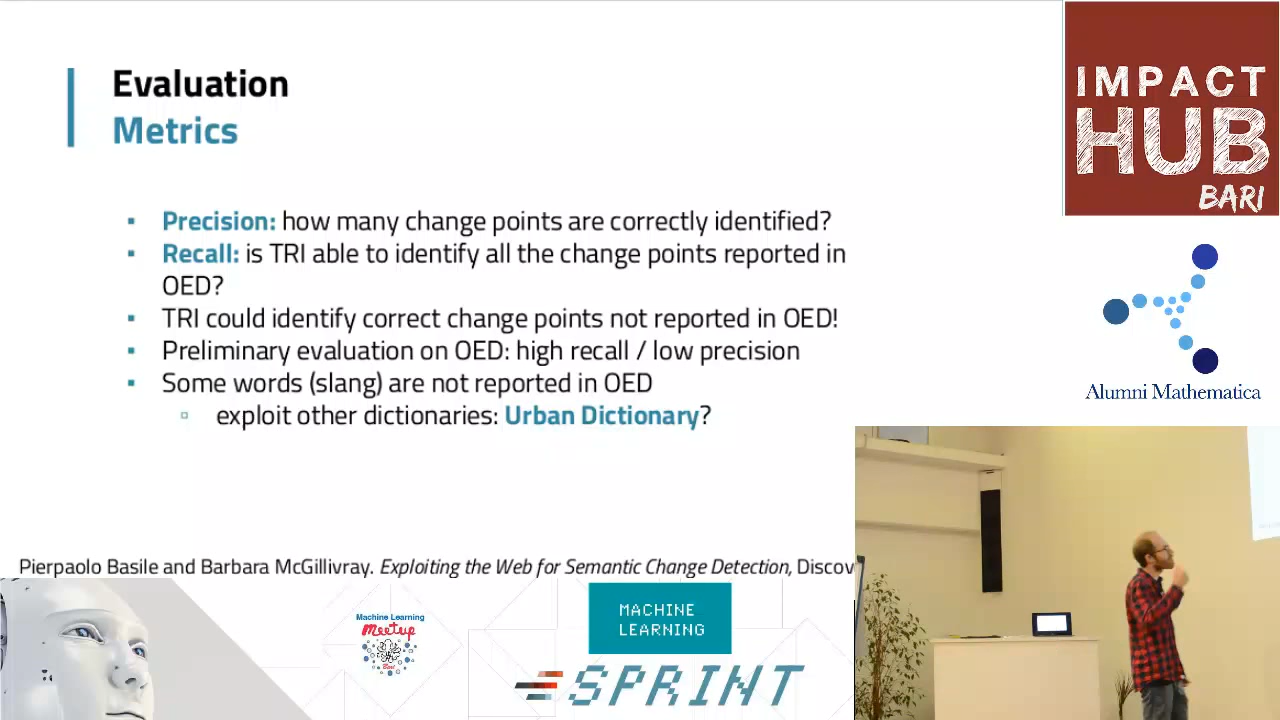 Evaluation
Metrics
Precision: how many change points are correctly identified?
Recall: is TRI able to identify all the change points reported in
OED?
TRI could identify correct change points not reported in OED!
Preliminary evaluation on OED: high recall / low precision
Some words (slang) are not reported in OED
exploit other dictionaries: Urban Dictionary?
Pierpaolo Basile and Barbara McGillivray. Exploiting the Web for Semantic Change Detection, Discov
IMPACT
HUB
BARI
Alumni Mathematica
Machine Learning
Meetup
Bari
MACHINE
LEARNING
SPRINT